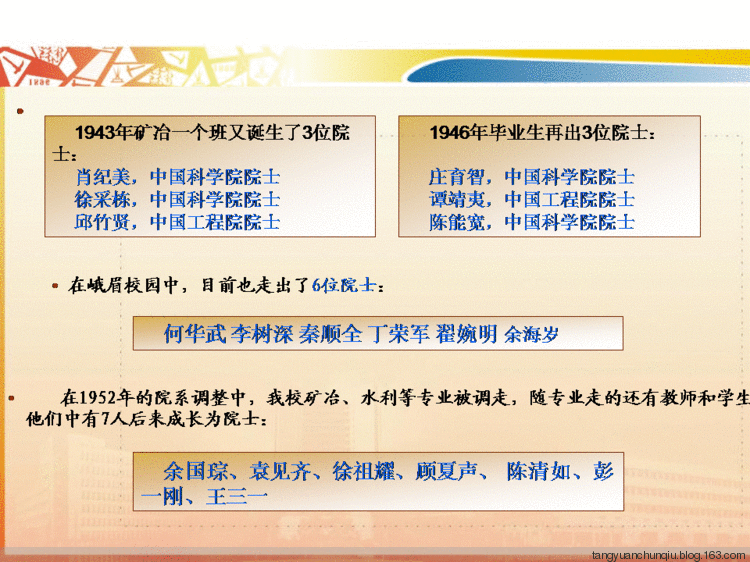 1943年矿冶一个班又诞生了3位院
士：
肖纪美，中国科学院院士
徐采栋，中国科学院院士
邱竹贤，中国工程院院士
1946年毕业生再出3位院士：
庄育智，中国科学院院士
谭靖夷，中国工程院院士
陈能宽，中国科学院院士
在峨眉校园中，目前也走出了6位院士：
何华武 李树深 秦顺全 丁荣军 翟婉明 余海岁
在1952年的院系调整中，我校矿冶、水利等专业被调走，随专业走的还有教师和学生
他们中有7人后来成长为院士：
余国琮、袁见齐、徐祖耀、顾夏声、 陈清如、彭
一刚、王三一
tangyuanchunqiu.blog.163.com